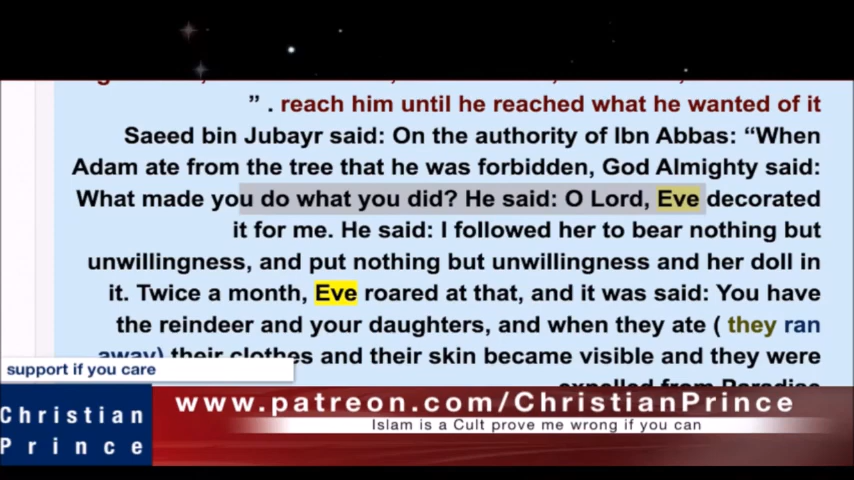 ” . reach him until he reached what he wanted of it
Saeed bin Jubayr said: On the authority of Ibn Abbas: “When
Adam ate from the tree that he was forbidden, God Almighty said:
What made you do what you did? He said: O Lord, Eve decorated
it for me. He said: I followed her to bear nothing but
unwillingness, and put nothing but unwillingness and her doll in
it. Twice a month, Eve roared at that, and it was said: You have
the reindeer and your daughters, and when they ate ( they ran
away) their clothes and their skin became visible and they were
expelled from Paradise
support if you care
Christian
Prince
www.patreon.com/ChristianPrince
Islam is a Cult prove me wrong if you can